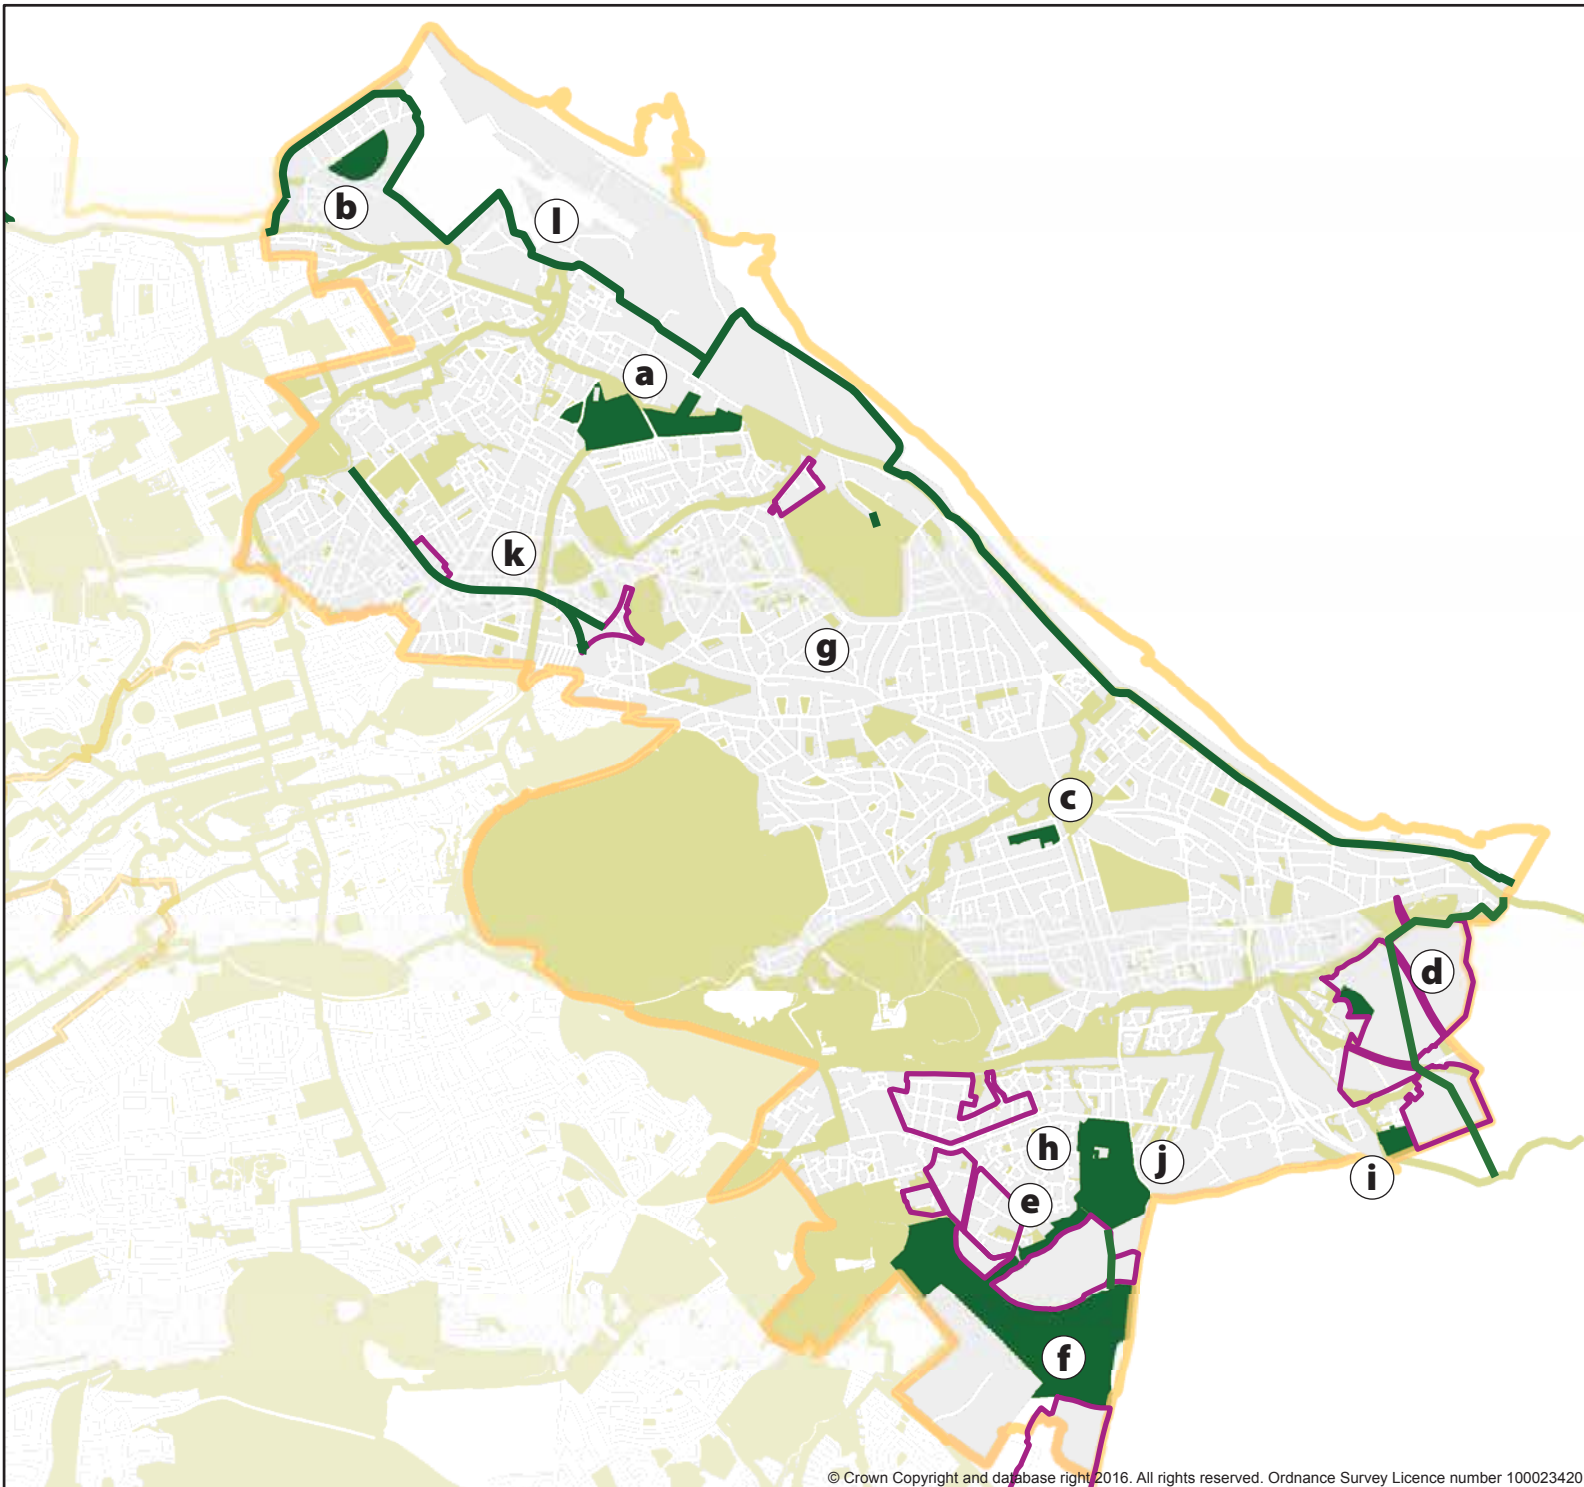 b
l
a
k
g
c
d
h
j
i
e
f
© Crown Copyright and database right 2016. All rights reserved. Ordnance Survey Licence number 100023420